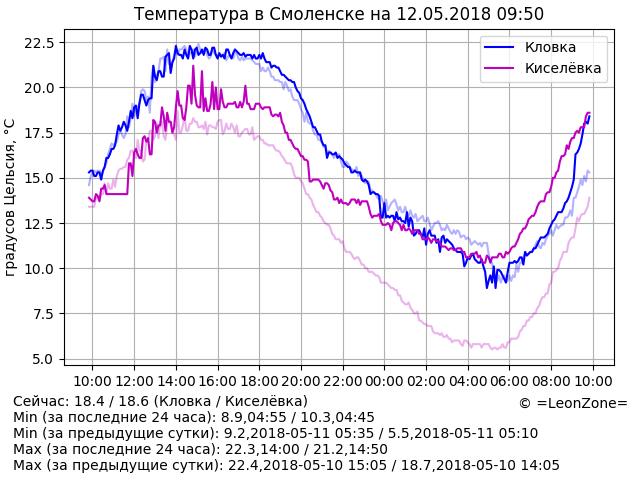 Температура в Смоленске на 12.05.2018 09:50
градусов Цельсия, °C
22.5
20.0
17.5
15.0
12.5
10.0
7.5
5.0
Кловка
Киселёвка
10:00 12:00 14:00 16:00 18:00 20:00 22:00 00:00 02:00 04:00 06:00 08:00 10:00
Сейчас: 18.4 / 18.6 (Кловка / Киселёвка)
© =LeonZone=
Min (за последние 24 часа): 8.9,04:55 / 10.3,04:45
Min (за предыдущие сутки): 9.2,2018-05-11 05:35 / 5.5,2018-05-11 05:10
Max (за последние 24 часа): 22.3,14:00 / 21.2,14:50
Max (за предыдущие сутки): 22.4,2018-05-10 15:05 / 18.7,2018-05-10 14:05